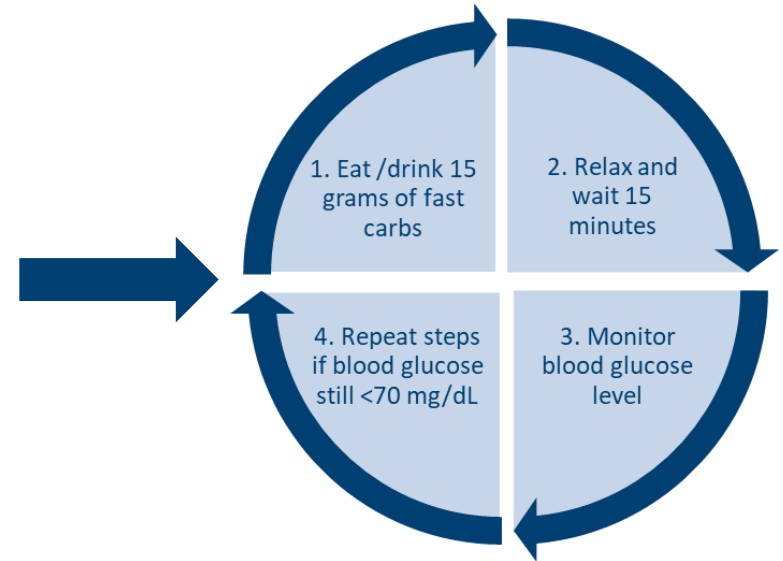 1. Eat /drink 15
grams of fast
carbs
2. Relax and
wait 15
minutes
3. Monitor
blood glucose
level
4. Repeat steps
if blood glucose
still <70 mg/dL